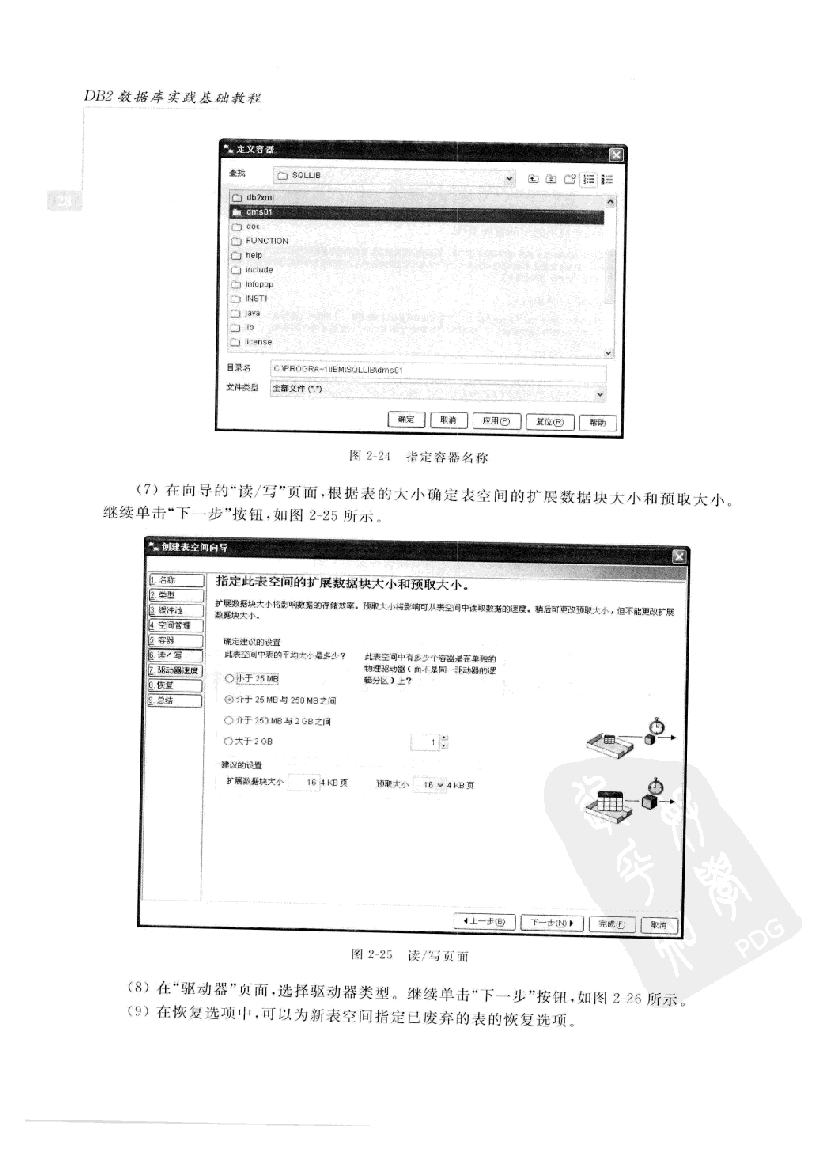 DB2 数据库实践基础教程
定义容器
查找
SQLLIB
dms01
FUNCTION
help
include
infopop
INSTI
java
lib
license
目录名
C:\PROGRA~1\IBM\SQLLIB\dms01
文件类型
全部文件 (*.*)
确定 取消 应用(P) 复位(R) 帮助
图 2-24 指定容器名称
(7) 在向导的“读/写”页面,根据表的大小确定表空间的扩展数据块大小和预取大小。
继续单击“下一步”按钮,如图 2-25 所示。
创建表空间向导
1. 名称
2. 类型
3. 缓冲池
4. 空间管理
5. 容器
6. 读/写
7. 驱动器速度
8. 恢复
9. 总结
指定此表空间的扩展数据块大小和预取大小。
扩展数据块大小将影响数据的存储效率。预取大小将影响可从表空间中读取数据的速度。稍后可更改预取大小，但不能更改扩展
数据块大小。
确定建议的设置
此表空间中表的平均大小是多少?
小于 25 MB
介于 25 MB 与 250 MB 之间
介于 250 MB 与 2 GB 之间
大于 2 GB
此表空间中有多少个容器是在单独的
物理驱动器(而不是同一驱动器的逻
辑分区)上?
1
建议的设置
扩展数据块大小 16 4 KB 页 预取大小 16 4 KB 页
上一步(B) 下一步(N) 完成(F) 取消
图 2-25 读/写页面
(8) 在“驱动器”页面,选择驱动器类型。继续单击“下一步”按钮,如图 2-26 所示。
(9) 在恢复选项中,可以为新表空间指定已废弃的表的恢复选项。
PDG